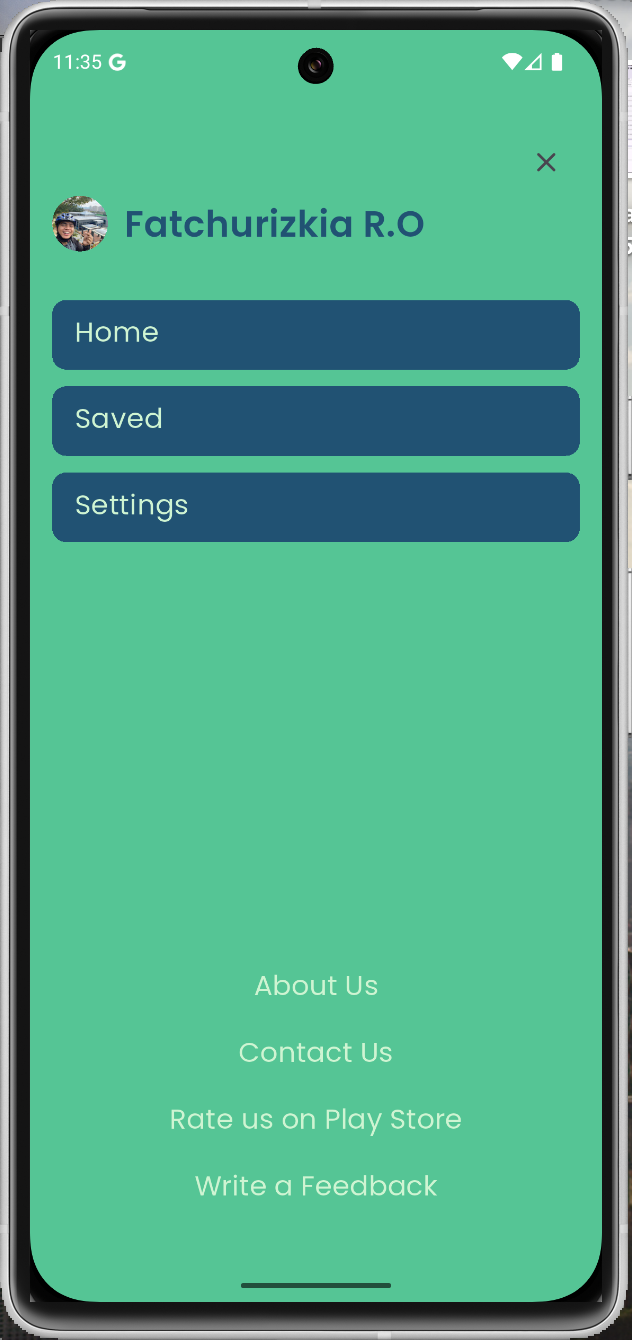 11:35 G
Fatchurizkia R.O
Home
Saved
Settings
About Us
Contact Us
Rate us on Play Store
Write a Feedback